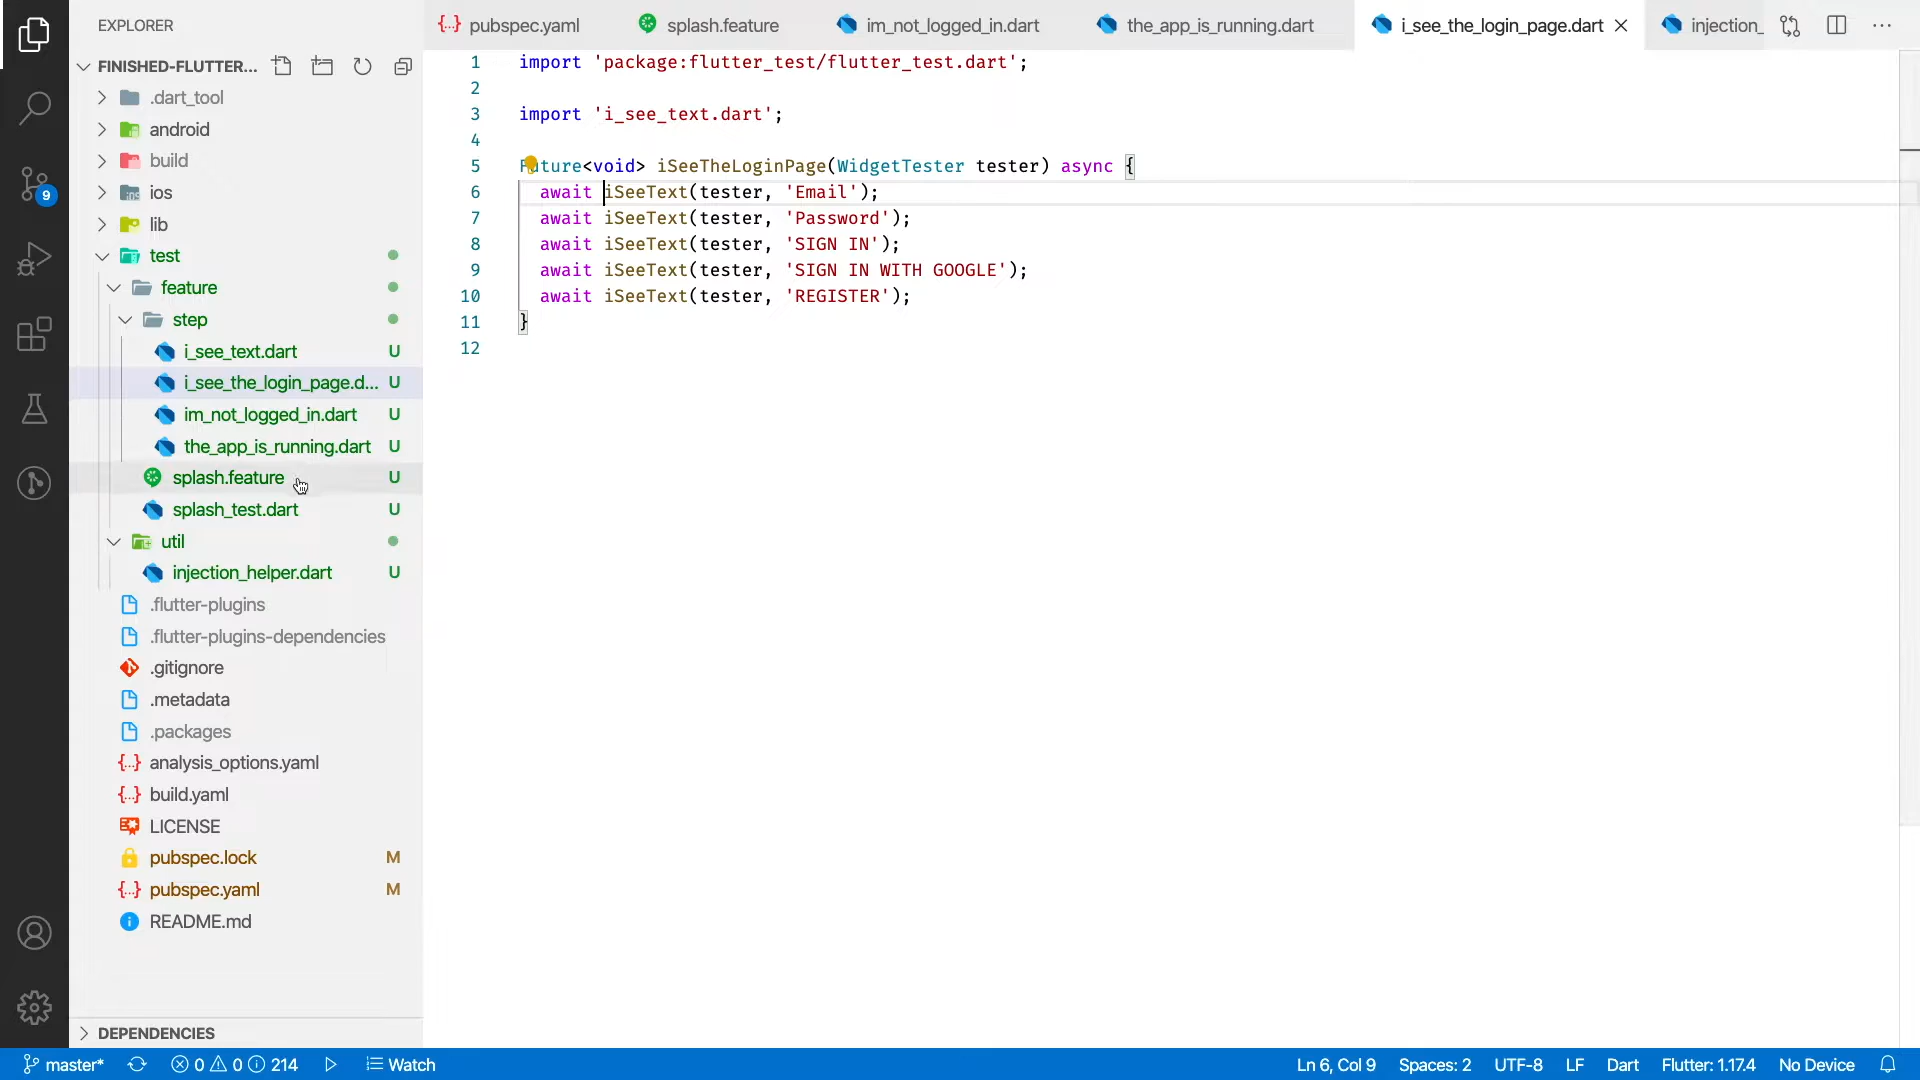 EXPLORER
FINISHED-FLUTTER...
.dart_tool
android
build
ios
lib
test
feature
step
i_see_text.dart U
i_see_the_login_page.d... U
im_not_logged_in.dart U
the_app_is_running.dart U
splash.feature U
splash_test.dart U
util
injection_helper.dart U
.flutter-plugins
.flutter-plugins-dependencies
.gitignore
.metadata
.packages
analysis_options.yaml
build.yaml
LICENSE
pubspec.lock M
pubspec.yaml M
README.md
DEPENDENCIES
9
pubspec.yaml splash.feature im_not_logged_in.dart the_app_is_running.dart i_see_the_login_page.dart injection_
1 import 'package:flutter_test/flutter_test.dart';
2
3 import 'i_see_text.dart';
4
5 Future<void> iSeeTheLoginPage(WidgetTester tester) async {
6 await iSeeText(tester, 'Email');
7 await iSeeText(tester, 'Password');
8 await iSeeText(tester, 'SIGN IN');
9 await iSeeText(tester, 'SIGN IN WITH GOOGLE');
10 await iSeeText(tester, 'REGISTER');
11 }
12
master* 0 0 214 Watch Ln 6, Col 9 Spaces: 2 UTF-8 LF Dart Flutter: 1.17.4 No Device